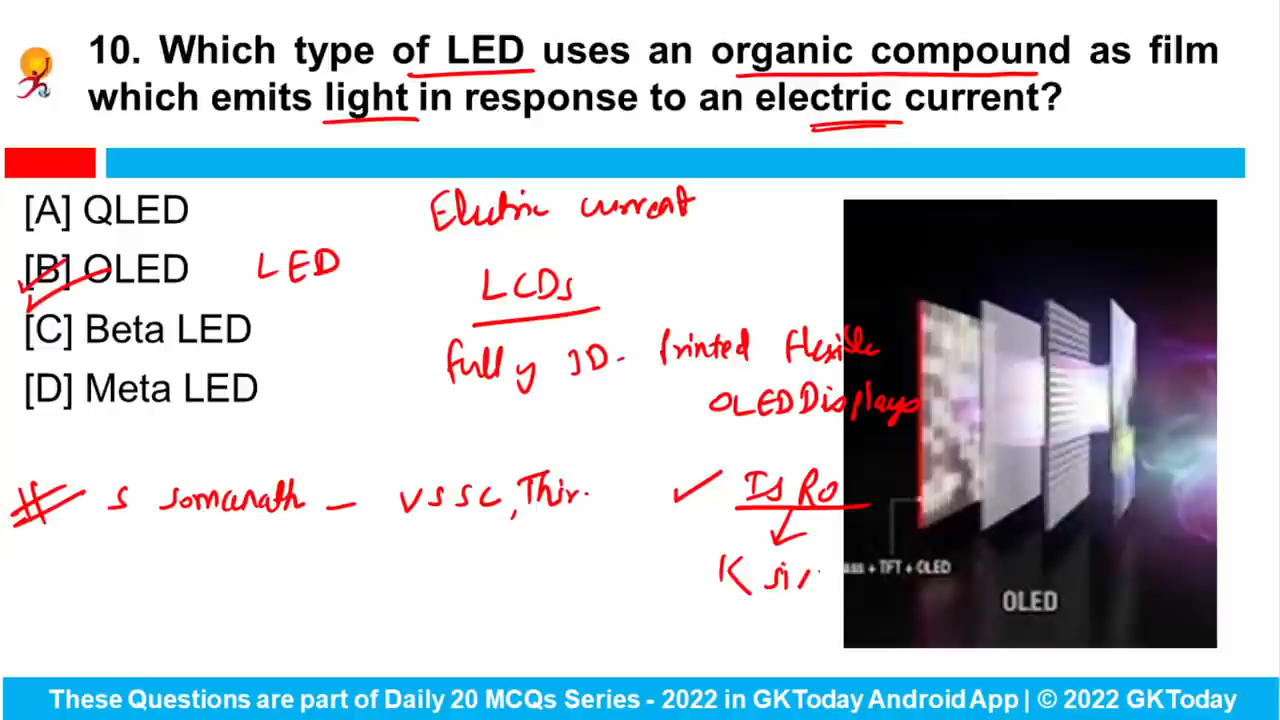 10. Which type of LED uses an organic compound as film
which emits light in response to an electric current?
[A] QLED
[B] OLED
[C] Beta LED
[D] Meta LED
Electric current
LED
LCDs
Fully 3D- Printed Flexible
OLED Displays
# S Somanath - VSSC, Thir.
ISRO
K Si
+ TFT + OLED
OLED
These Questions are part of Daily 20 MCQs Series - 2022 in GKToday Android App | © 2022 GKToday